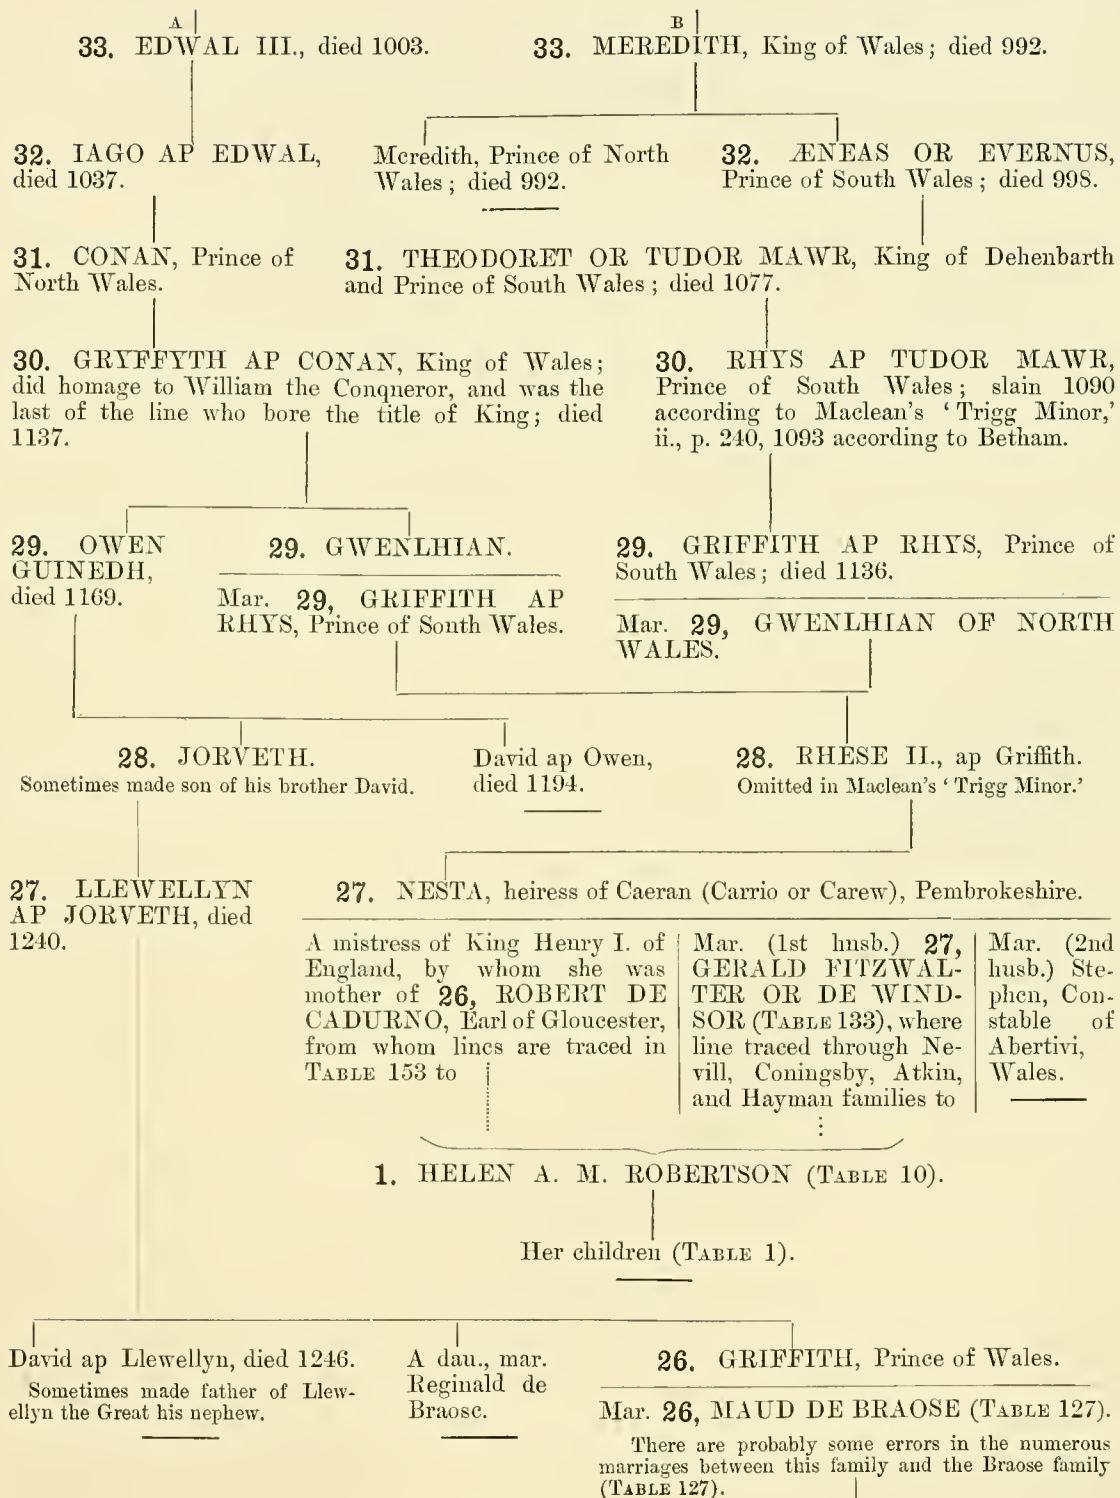 A
B
33. EDWAL III., died 1003.
33. MEREDITH, King of Wales; died 992.
32. IAGO AP EDWAL,
died 1037.
Meredith, Prince of North
Wales; died 992.
32. ÆNEAS OR EVERNUS,
Prince of South Wales; died 998.
31. CONAN, Prince of
North Wales.
31. THEODORET OR TUDOR MAWR, King of Dehenbarth
and Prince of South Wales; died 1077.
30. GRYFFYTH AP CONAN, King of Wales;
did homage to William the Conqueror, and was the
last of the line who bore the title of King; died
1137.
30. RHYS AP TUDOR MAWR,
Prince of South Wales; slain 1090
according to Maclean's ‘Trigg Minor,’
ii., p. 240, 1093 according to Betham.
29. OWEN
GUINEDH,
died 1169.
29. GWENLHIAN.
Mar. 29, GRIFFITH AP
RHYS, Prince of South Wales.
29. GRIFFITH AP RHYS, Prince of
South Wales; died 1136.
Mar. 29, GWENLHIAN OF NORTH
WALES.
28. JORVETH.
Sometimes made son of his brother David.
David ap Owen,
died 1194.
28. RHESE II., ap Griffith.
Omitted in Maclean's ‘Trigg Minor.’
27. LLEWELLYN
AP JORVETH, died
1240.
27. NESTA, heiress of Caeran (Carrio or Carew), Pembrokeshire.
A mistress of King Henry I. of
England, by whom she was
mother of 26, ROBERT DE
CADURNO, Earl of Gloucester,
from whom lines are traced in
TABLE 153 to
Mar. (1st husb.) 27,
GERALD FITZWAL-
TER OR DE WIND-
SOR (TABLE 133), where
line traced through Ne-
vill, Coningsby, Atkin,
and Hayman families to
Mar. (2nd
husb.) Ste-
phen, Con-
stable of
Abertivi,
Wales.
1. HELEN A. M. ROBERTSON (TABLE 10).
Her children (TABLE 1).
David ap Llewellyn, died 1246.
Sometimes made father of Llew-
ellyn the Great his nephew.
A dau., mar.
Reginald de
Braose.
26. GRIFFITH, Prince of Wales.
Mar. 26, MAUD DE BRAOSE (TABLE 127).
There are probably some errors in the numerous
marriages between this family and the Braose family
(TABLE 127).